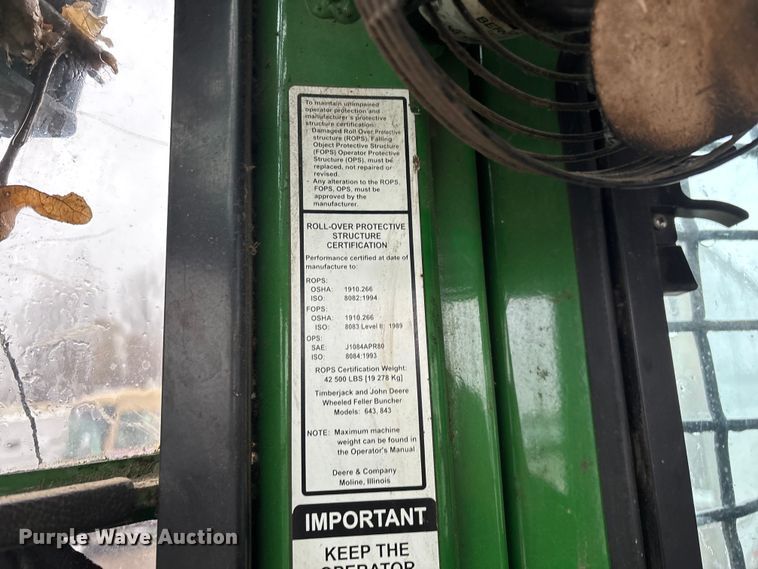 To maintain unimpaired
operator protection and
manufacturer's protective
structure certification:
- Damaged Roll Over Protective
structure (ROPS), Falling
Object Protective Structure
(FOPS) Operator Protective
Structure (OPS), must be
replaced, not repaired or
revised.
- Any alteration to the ROPS,
FOPS, OPS, must be
approved by the
manufacturer.
ROLL-OVER PROTECTIVE
STRUCTURE
CERTIFICATION
Performance certified at date of
manufacture to:
ROPS:
OSHA: 1910.266
ISO: 8082:1994
FOPS:
OSHA: 1910.266
ISO: 8083 Level II: 1989
OPS:
SAE: J1084APR80
ISO: 8084:1993
ROPS Certification Weight:
42 500 LBS [19 278 Kg]
Timberjack and John Deere
Wheeled Feller Buncher
Models: 643, 843
NOTE: Maximum machine
weight can be found in
the Operator's Manual
Deere & Company
Moline, Illinois
IMPORTANT
KEEP THE
OPERATOR
Purple Wave Auction